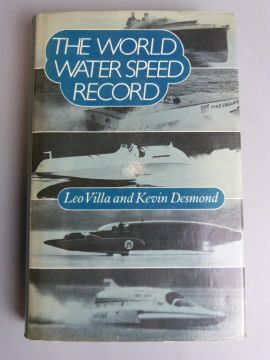 THE WORLD
WATER SPEED
RECORD
Leo Villa and Kevin Desmond